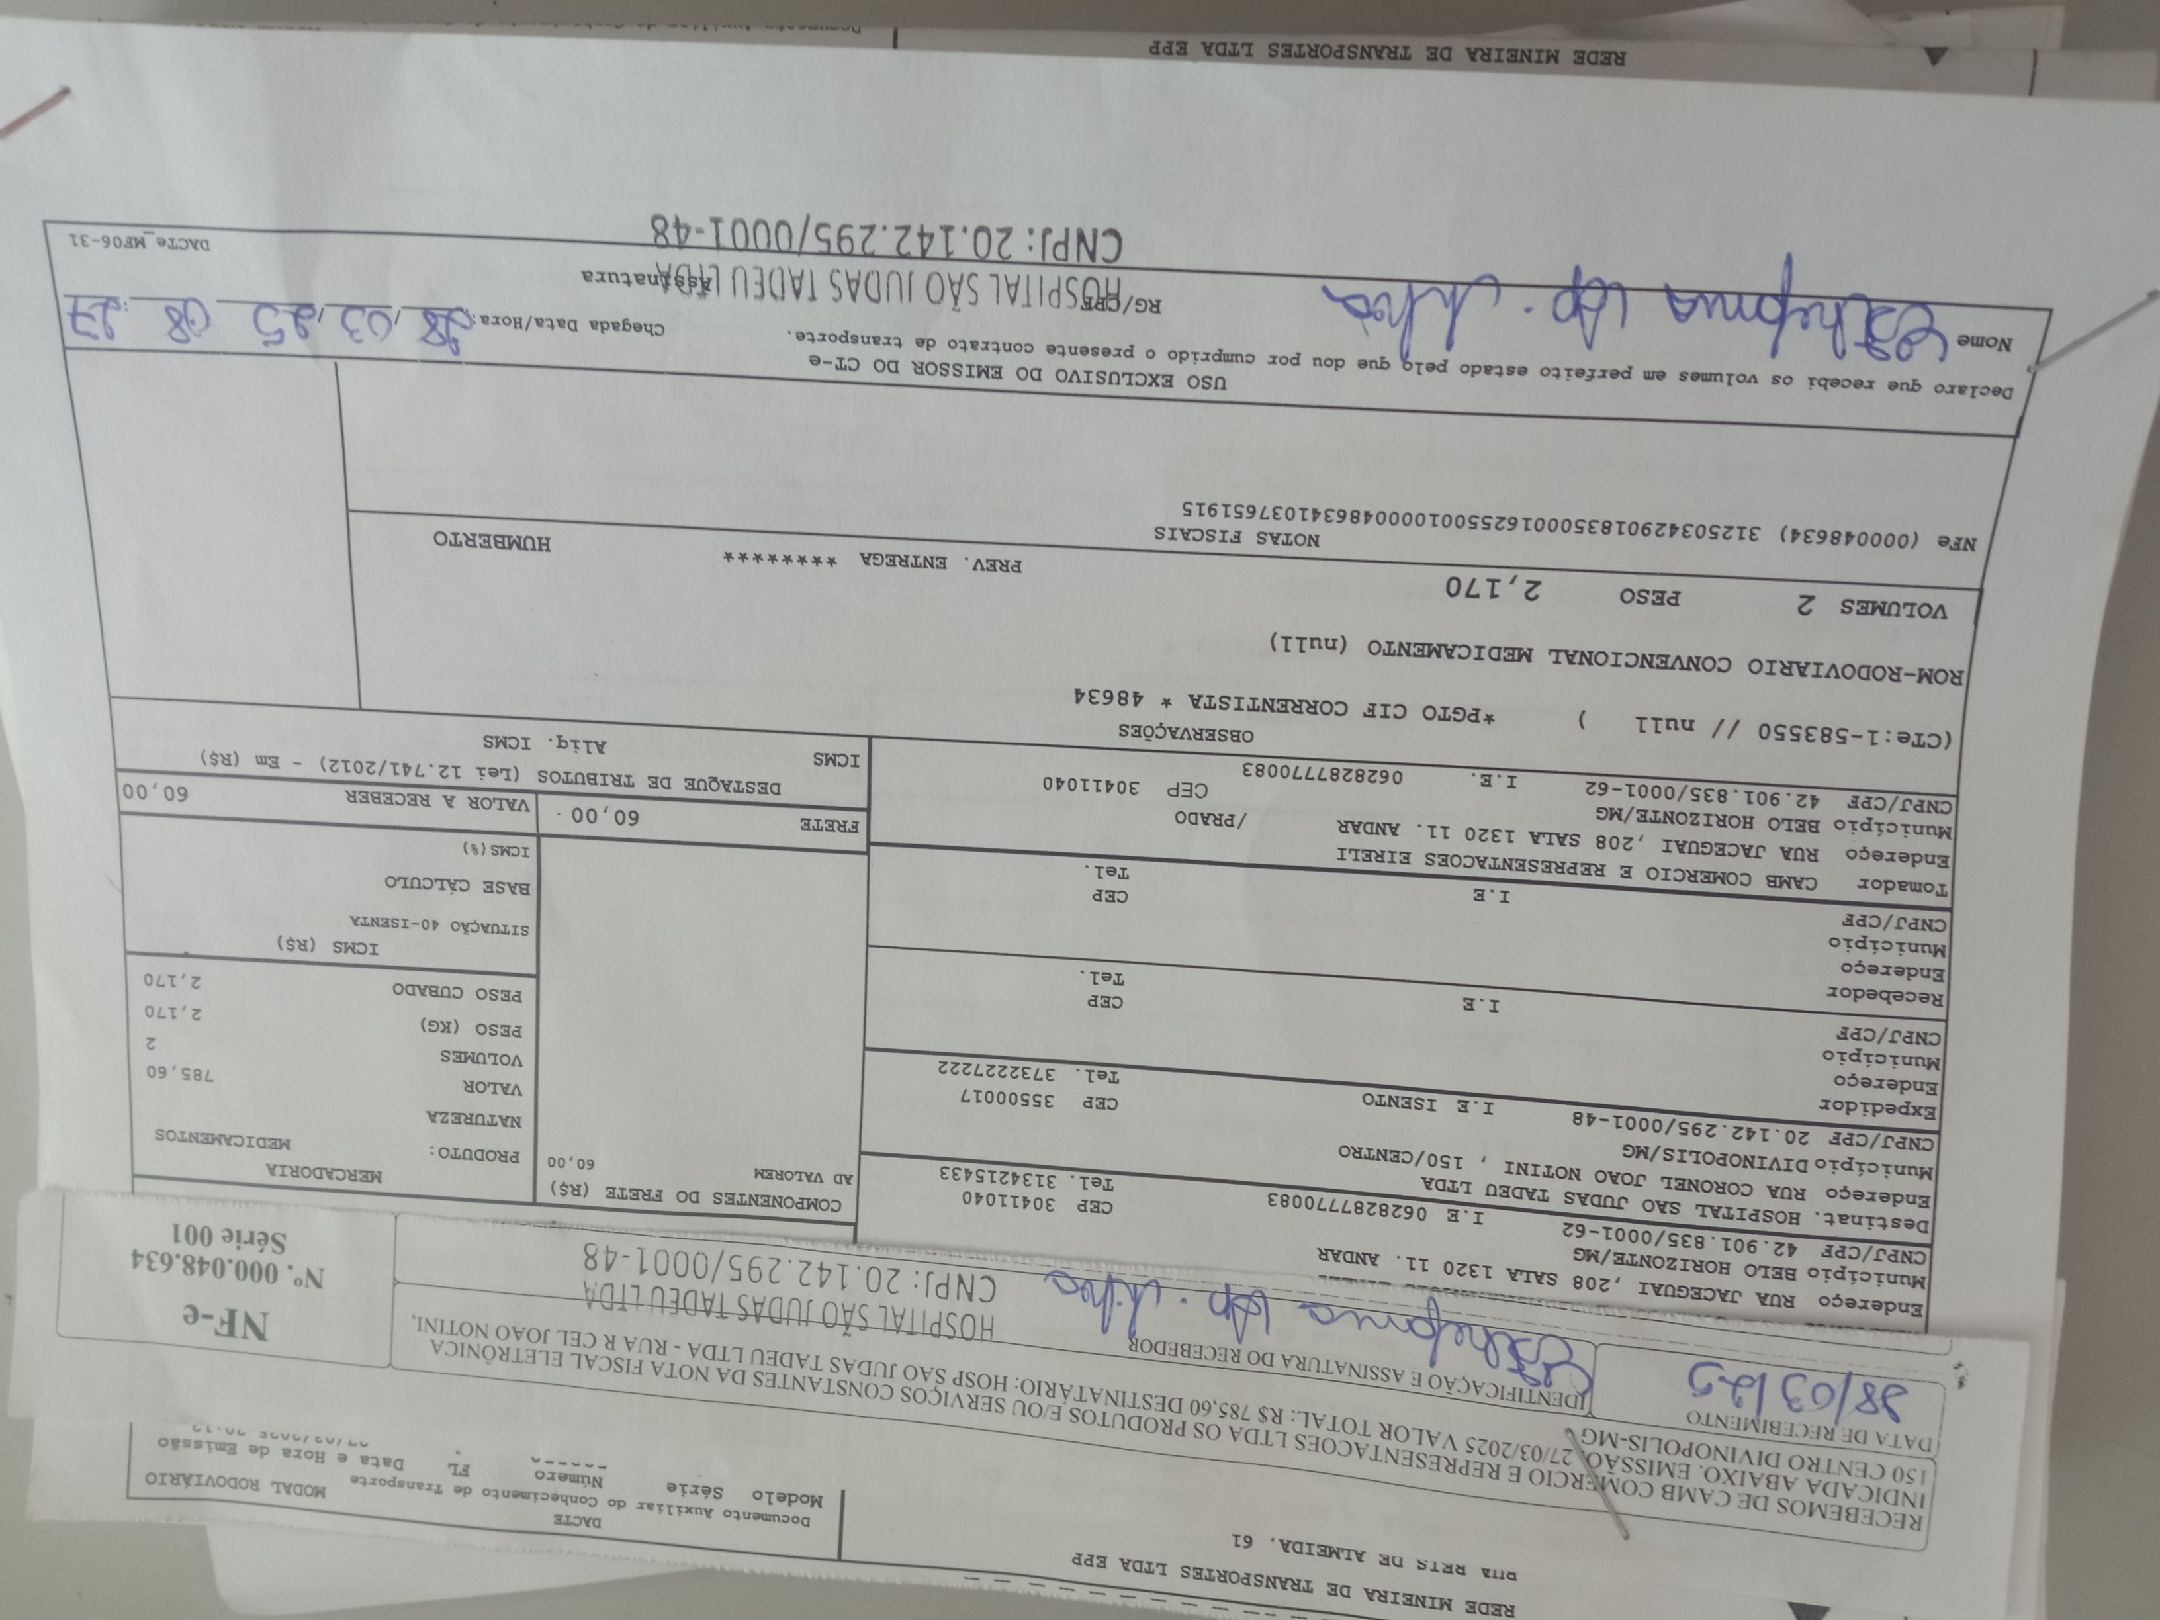 REDE MINEIRA DE TRANSPORTES LTDA EPP
RUA REIS DE ALMEIDA, 61
DACTE
Documento Auxiliar do Conhecimento de Transporte
MODAL RODOVIÁRIO
Modelo Série Número FL Data e Hora de Emissão
RECEBEMOS DE CAMB COMERCIO E REPRESENTACOES LTDA OS PRODUTOS E/OU SERVIÇOS CONSTANTES DA NOTA FISCAL ELETRÔNICA
INDICADA ABAIXO. EMISSÃO: 27/03/2025 VALOR TOTAL: R$ 785,60 DESTINATÁRIO: HOSP SAO JUDAS TADEU LTDA - RUA R CEL JOAO NOTINI,
150 CENTRO DIVINOPOLIS-MG
DATA DE RECEBIMENTO
28/03/25
IDENTIFICAÇÃO E ASSINATURA DO RECEBEDOR
HOSPITAL SÃO JUDAS TADEU LTDA
CNPJ: 20.142.295/0001-48
NF-e
Nº. 000.048.634
Série 001
Endereço RUA JACEGUAI ,208 SALA 1320 11. ANDAR
Município BELO HORIZONTE/MG CEP 30411040
CNPJ/CPF 42.901.835/0001-62 I.E 0628287770083 Tel. 3134215433
Destinat. HOSPITAL SAO JUDAS TADEU LTDA
Endereço RUA CORONEL JOAO NOTINI , 150/CENTRO
Município DIVINOPOLIS/MG CEP 35500017
CNPJ/CPF 20.142.295/0001-48 I.E ISENTO Tel. 3732227222
Expedidor
Endereço
Município CEP
CNPJ/CPF I.E Tel.
Recebedor
Endereço
Município CEP
CNPJ/CPF I.E Tel.
Tomador CAMB COMERCIO E REPRESENTACOES EIRELI
Endereço RUA JACEGUAI ,208 SALA 1320 11. ANDAR /PRADO
Município BELO HORIZONTE/MG CEP 30411040
CNPJ/CPF 42.901.835/0001-62 I.E. 0628287770083
COMPONENTES DO FRETE (R$)
AD VALOREM 60,00
FRETE 60,00
MERCADORIA
PRODUTO: MEDICAMENTOS
NATUREZA
VALOR 785,60
VOLUMES 2
PESO (KG) 2,170
PESO CUBADO 2,170
ICMS (R$)
SITUAÇÃO 40-ISENTA
BASE CÁLCULO
ICMS(%)
VALOR A RECEBER 60,00
DESTAQUE DE TRIBUTOS (Lei 12.741/2012) - Em (R$)
ICMS Aliq. ICMS
OBSERVAÇÕES
(CTe:1-583550 // null ) *PGTO CIF CORRENTISTA * 48634
ROM-RODOVIARIO CONVENCIONAL MEDICAMENTO (null)
VOLUMES 2 PESO 2,170 PREV. ENTREGA ******** HUMBERTO
NOTAS FISCAIS
NFe (000048634) 31250342901835000162550010000486341037651915
USO EXCLUSIVO DO EMISSOR DO CT-e
Declaro que recebi os volumes em perfeito estado pelo que dou por cumprido o presente contrato de transporte.
Chegada Data/Hora: 28/03/25 08:27
Nome RG/CPF Assinatura
HOSPITAL SÃO JUDAS TADEU LTDA
CNPJ: 20.142.295/0001-48
DACTe_MF06-31
REDE MINEIRA DE TRANSPORTES LTDA EPP